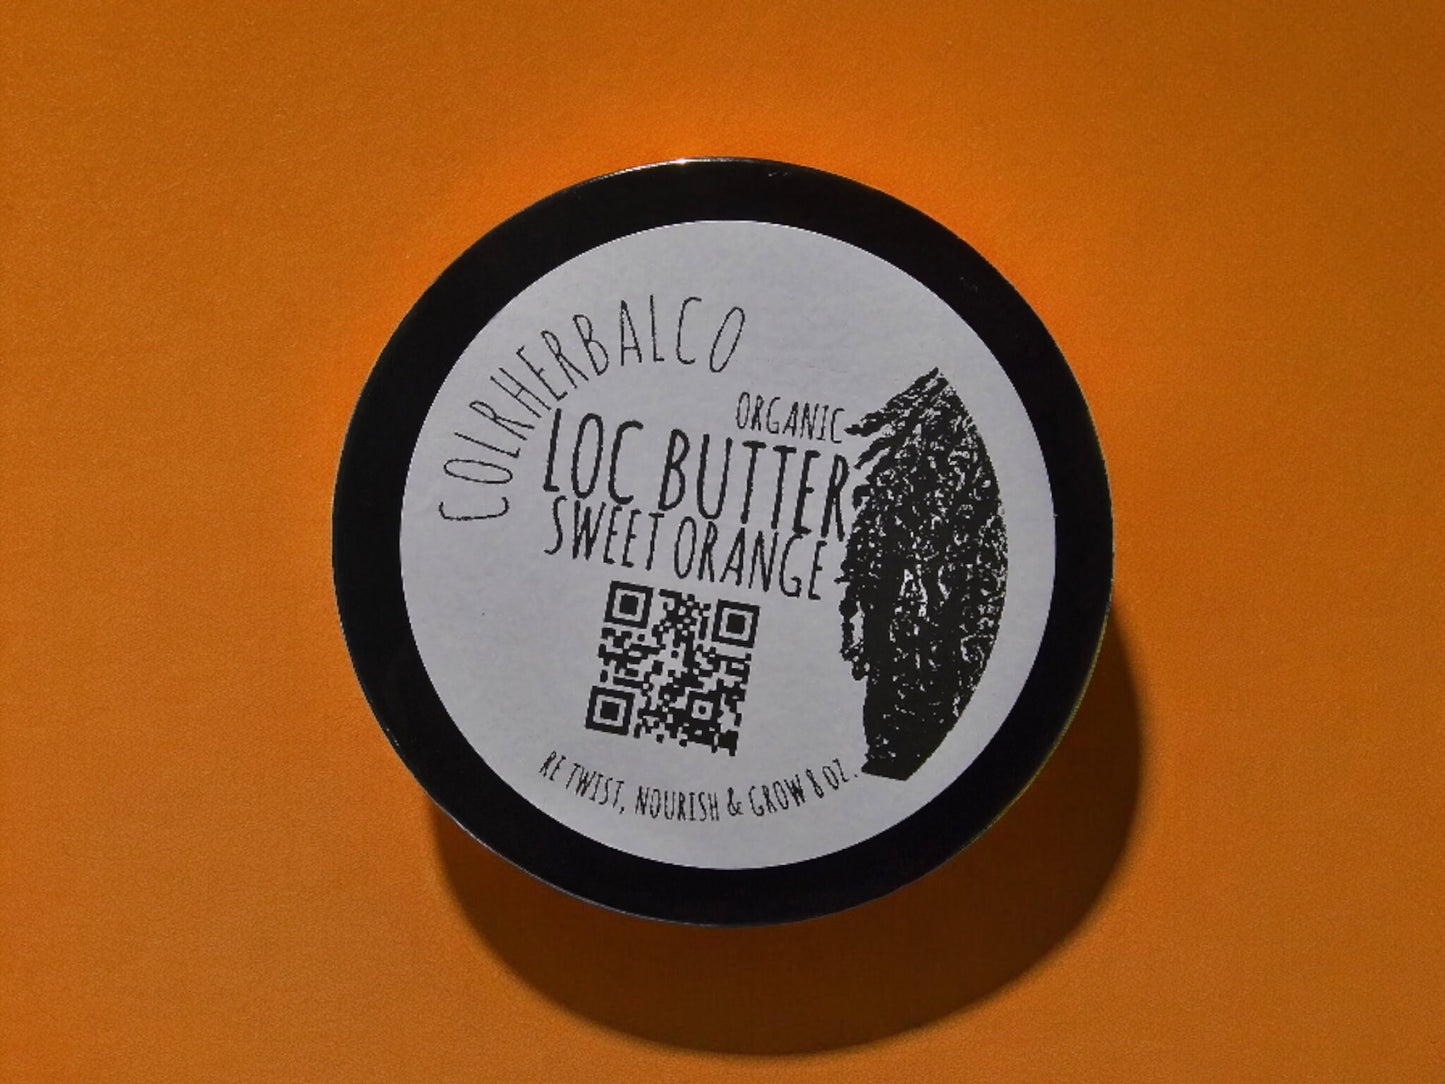 COLRHERBALCO
ORGANIC
LOC BUTTER
SWEET ORANGE
RE TWIST, NOURISH & GROW 8 OZ.